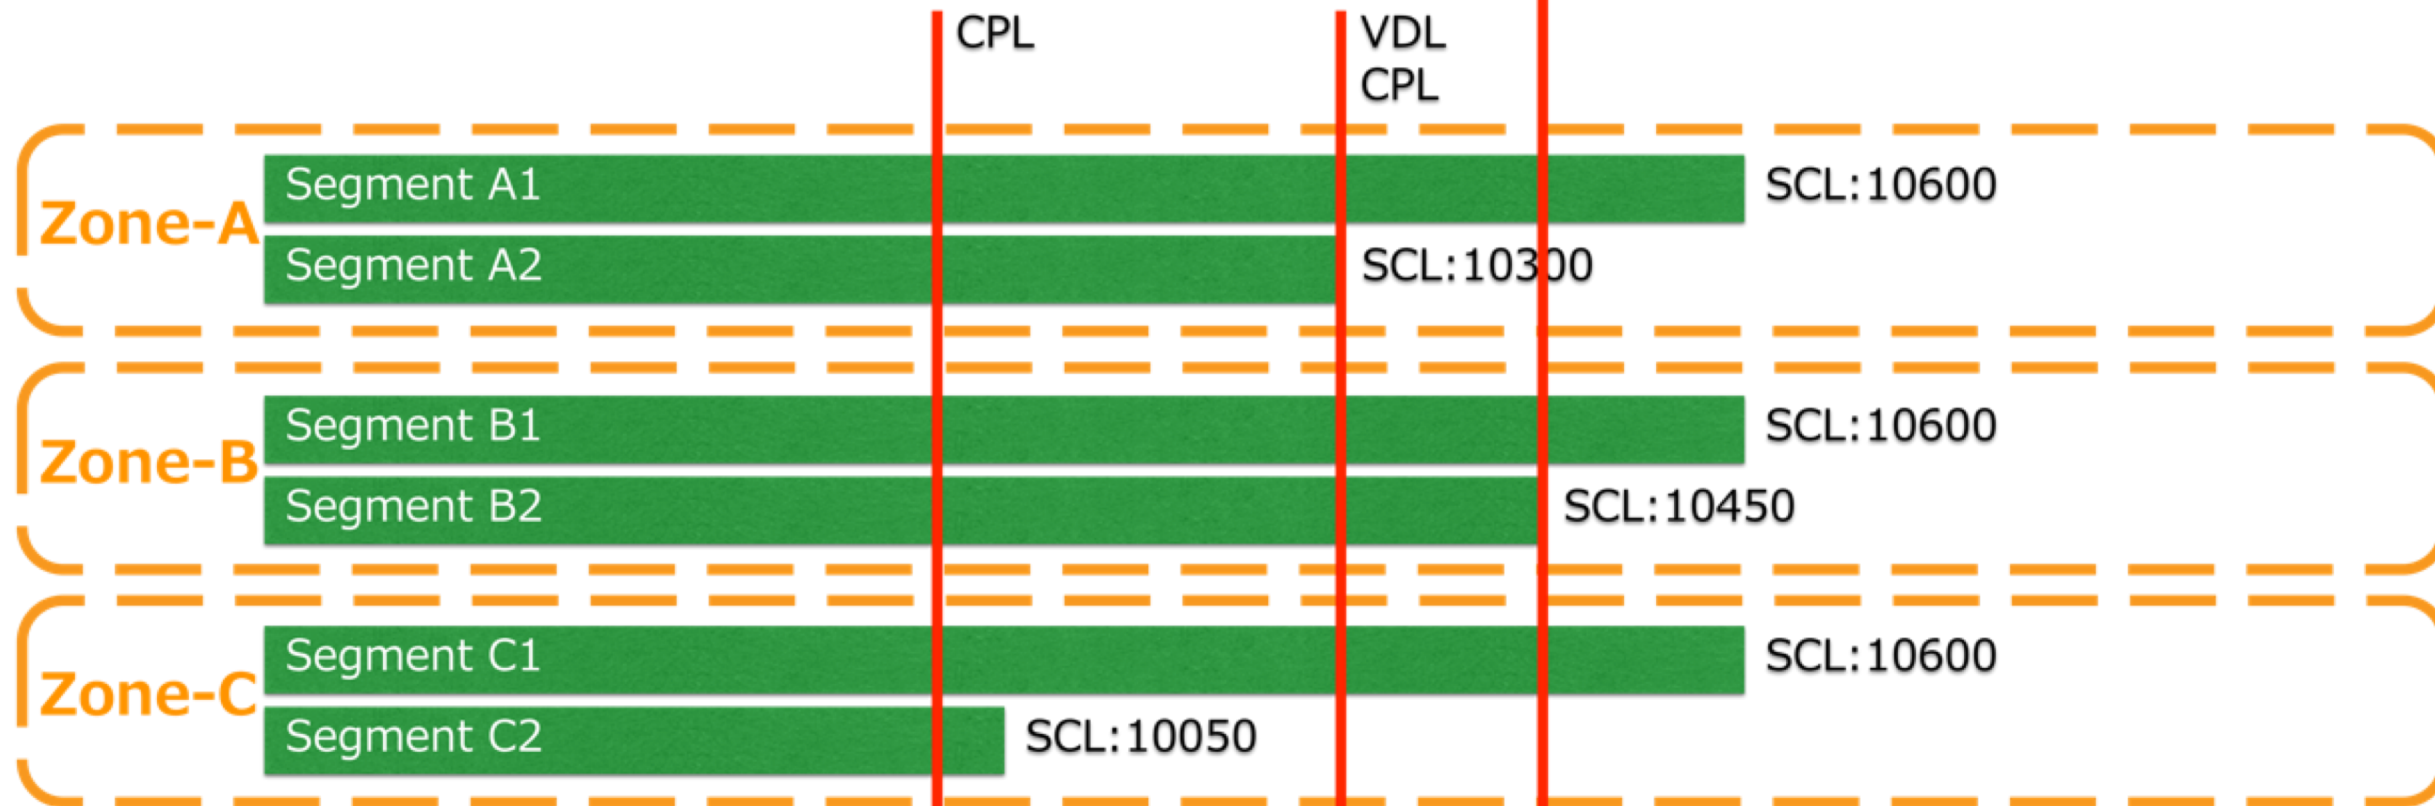 CPL
VDL
CPL
Zone-A
Segment A1
SCL:10600
Segment A2
SCL:10300
Zone-B
Segment B1
SCL:10600
Segment B2
SCL:10450
Zone-C
Segment C1
SCL:10600
Segment C2
SCL:10050